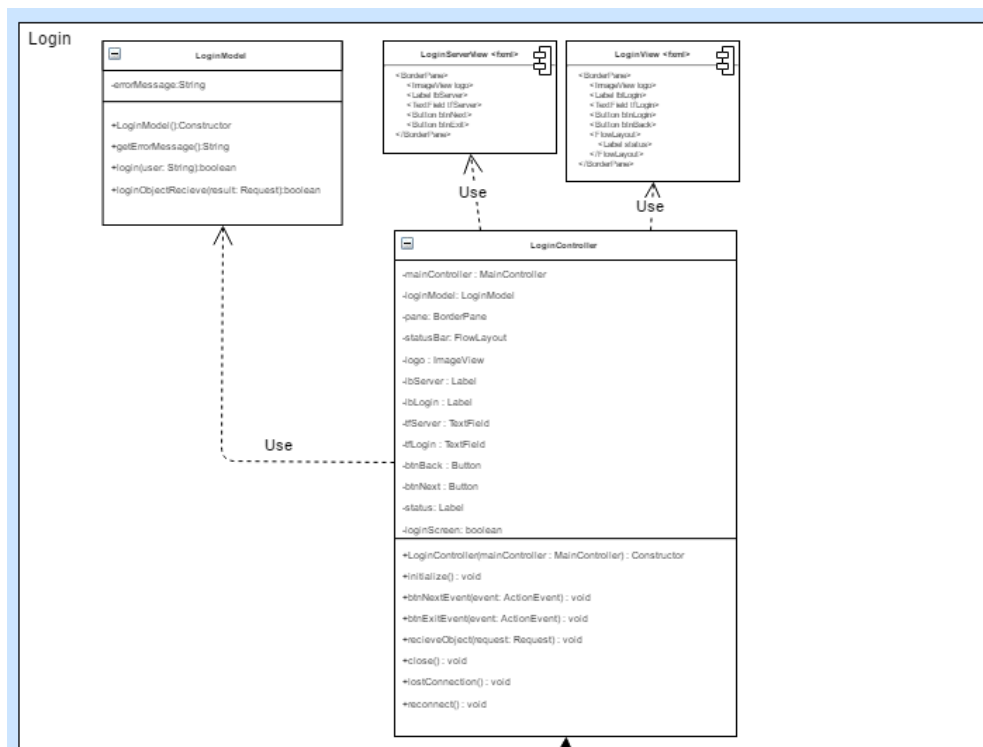 Login
LoginModel
-errorMessage:String
+LoginModel():Constructor
+getErrorMessage():String
+login(user: String):boolean
+loginObjectRecieve(result: Request):boolean
LoginServerView <fxml>
<BorderPane>
<ImageView logo>
<Label lbServer>
<TextField tfServer>
<Button btnNext>
<Button btnExit>
</BorderPane>
LoginView <fxml>
<BorderPane>
<ImageView logo>
<Label lbLogin>
<TextField tfLogin>
<Button btnLogin>
<Button btnBack>
<FlowLayout>
<Label status>
</FlowLayout>
</BorderPane>
Use
Use
Use
LoginController
-mainController : MainController
-loginModel: LoginModel
-pane: BorderPane
-statusBar: FlowLayout
-logo : ImageView
-lbServer : Label
-lbLogin : Label
-tfServer : TextField
-tfLogin : TextField
-btnBack : Button
-btnNext : Button
-status: Label
-loginScreen: boolean
+LoginController(mainController : MainController) : Constructor
+initialize() : void
+btnNextEvent(event: ActionEvent) : void
+btnExitEvent(event: ActionEvent) : void
+recieveObject(request: Request) : void
+close() : void
+lostConnection() : void
+reconnect() : void